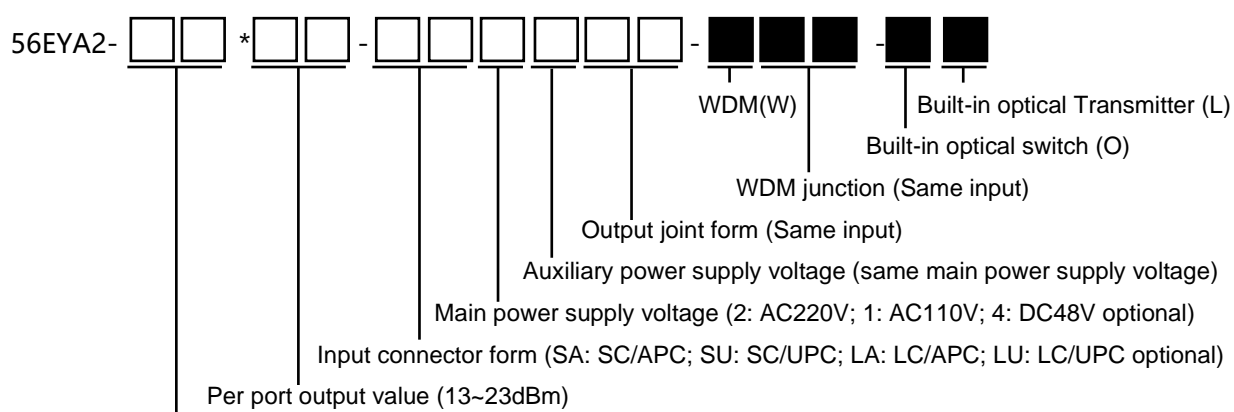 56EYA2- * - - -
WDM(W) Built-in optical Transmitter (L)
Built-in optical switch (O)
WDM junction (Same input)
Output joint form (Same input)
Auxiliary power supply voltage (same main power supply voltage)
Main power supply voltage (2: AC220V; 1: AC110V; 4: DC48V optional)
Input connector form (SA: SC/APC; SU: SC/UPC; LA: LC/APC; LU: LC/UPC optional)
Per port output value (13~23dBm)